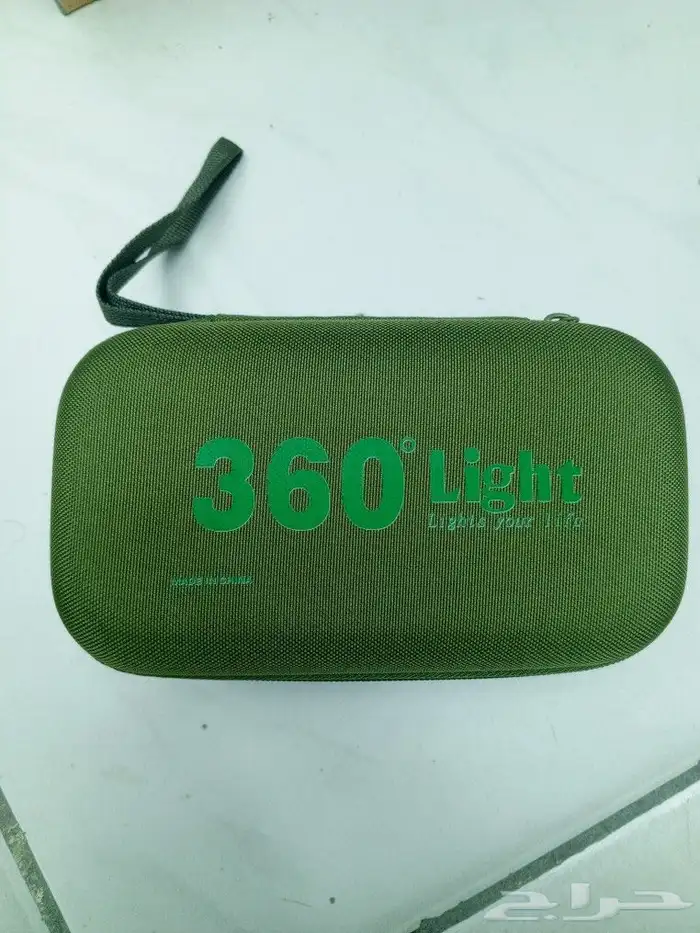 360° Light
Lights your life
MADE IN CHINA
حراج